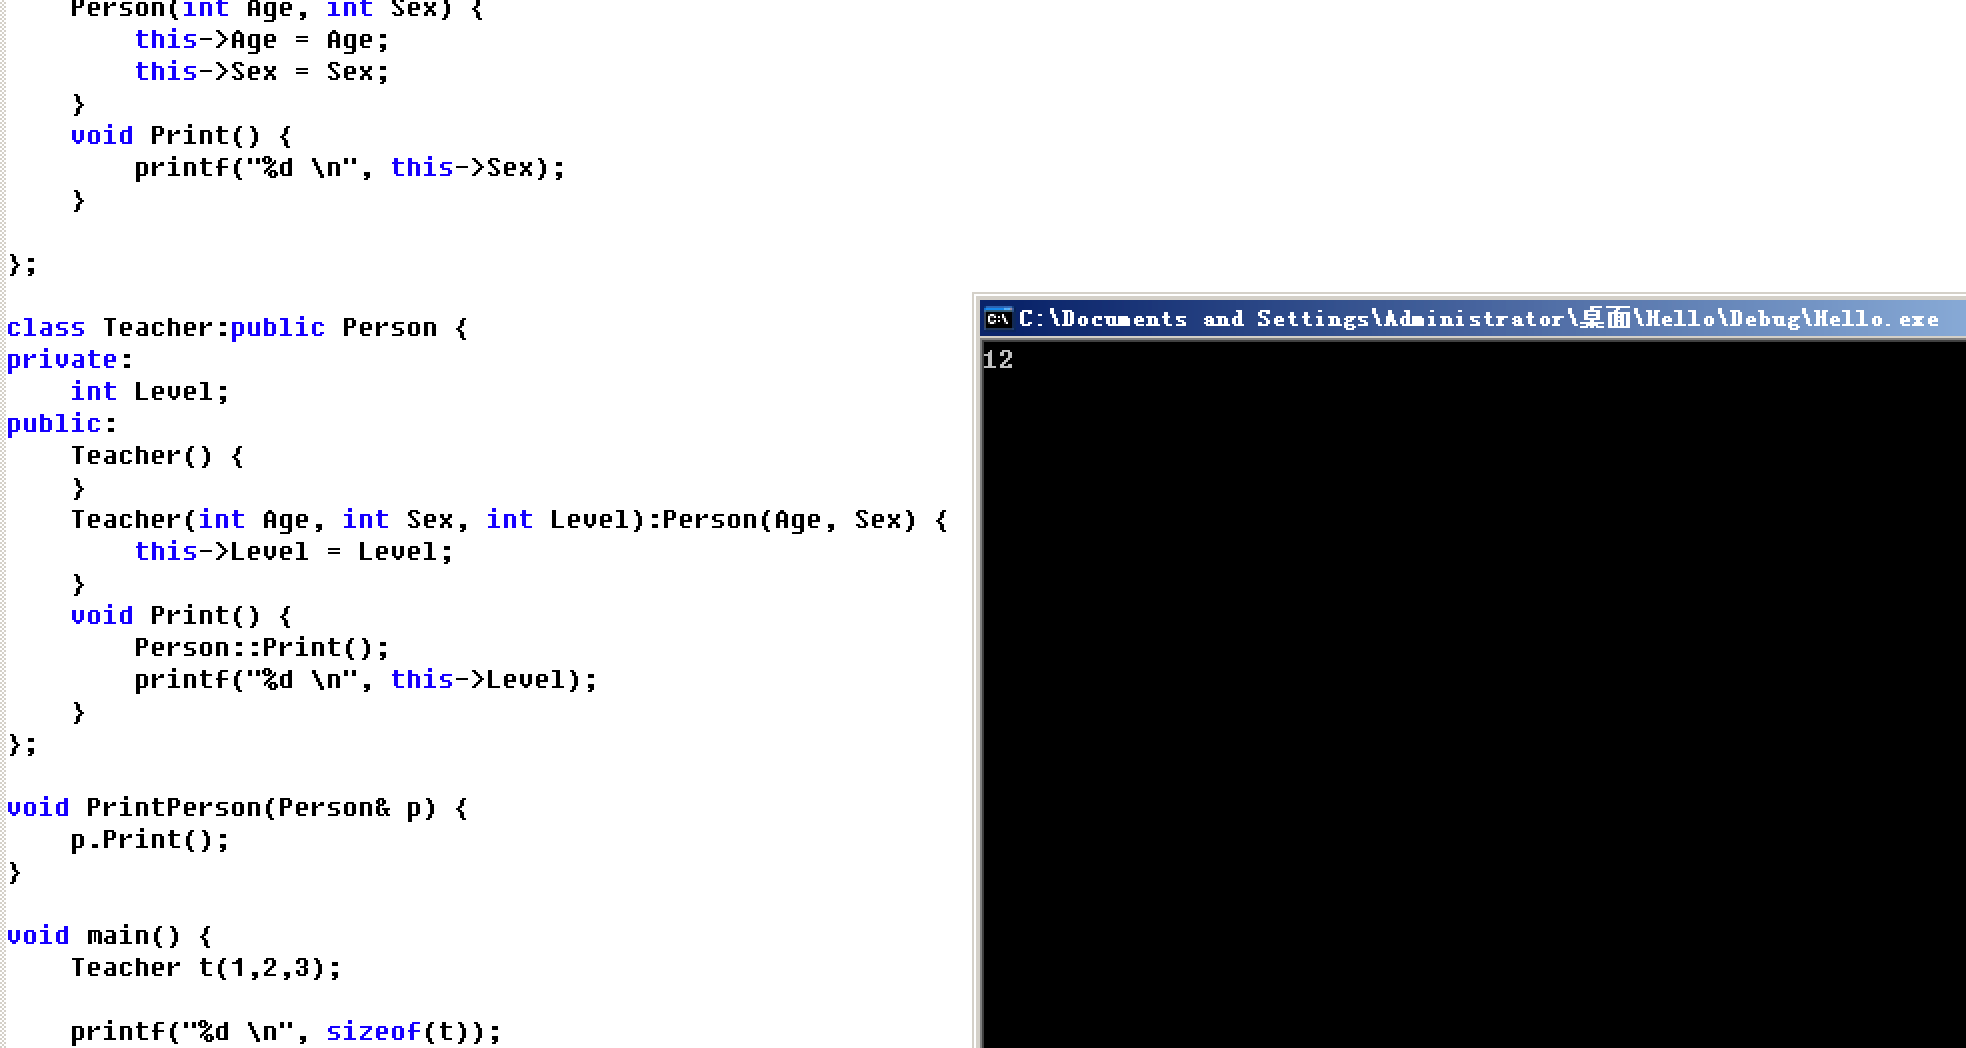 Person(int Age, int Sex) {
this->Age = Age;
this->Sex = Sex;
}
void Print() {
printf("%d \n", this->Sex);
}
};
class Teacher:public Person {
private:
int Level;
public:
Teacher() {
}
Teacher(int Age, int Sex, int Level):Person(Age, Sex) {
this->Level = Level;
}
void Print() {
Person::Print();
printf("%d \n", this->Level);
}
};
void PrintPerson(Person& p) {
p.Print();
}
void main() {
Teacher t(1,2,3);
printf("%d \n", sizeof(t));
C:\ C:\Documents and Settings\Administrator\桌面\Hello\Debug\Hello.exe
12